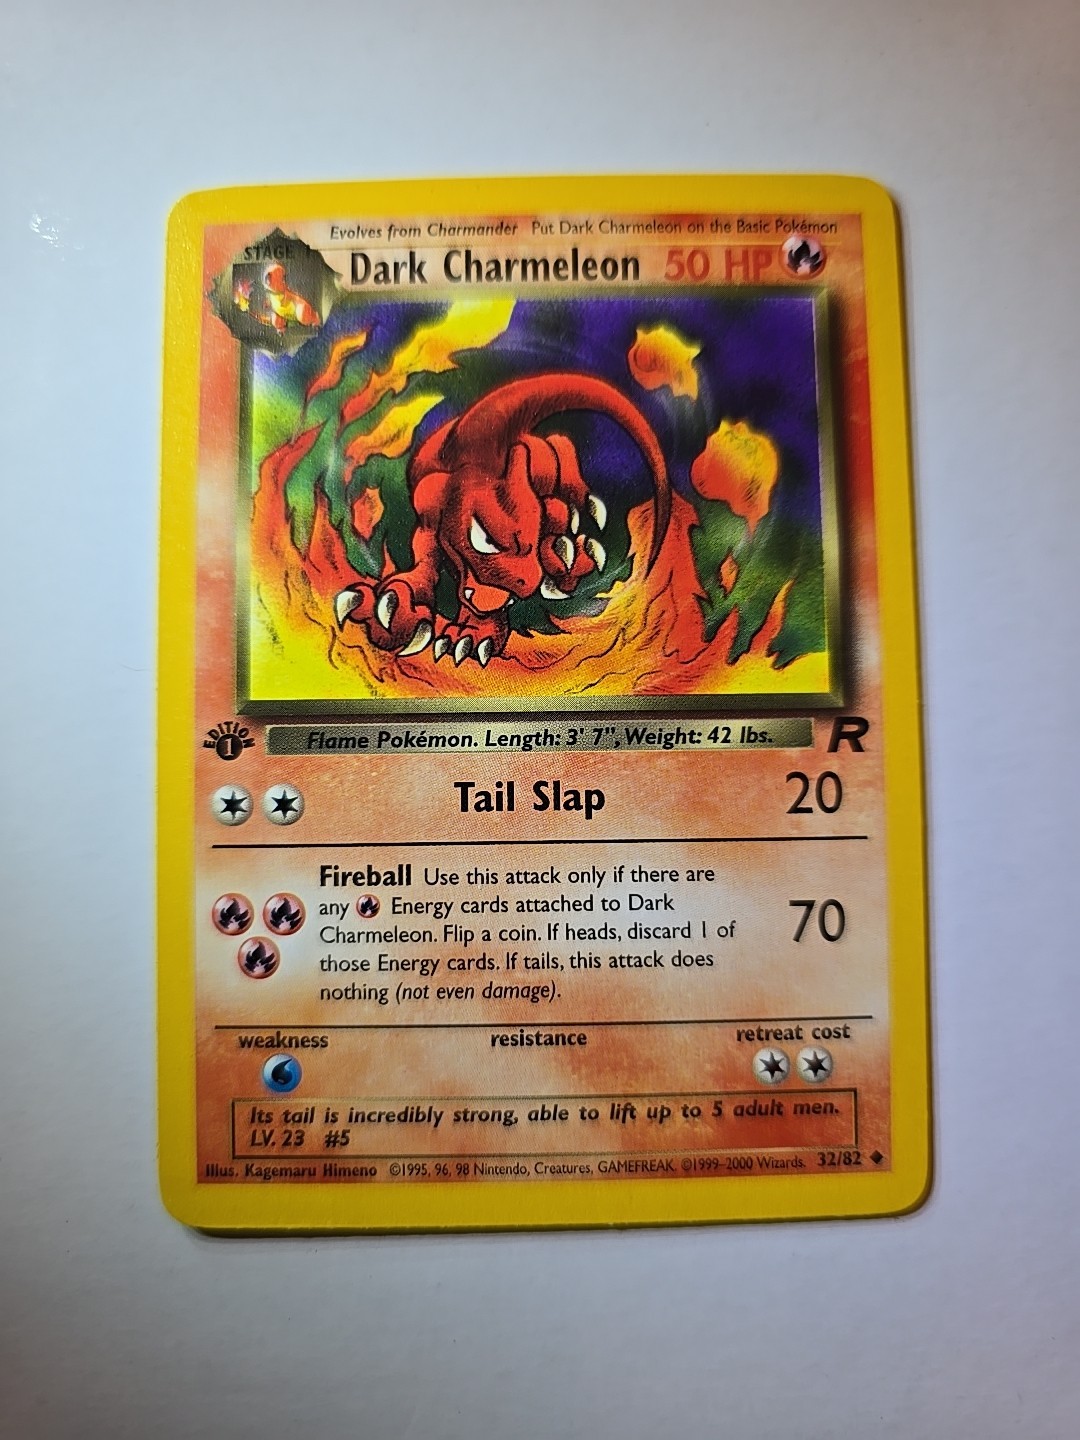 Evolves from Charmander Put Dark Charmeleon on the Basic Pokémon
STAGE 1
Dark Charmeleon 50 HP
EDITION
1
Flame Pokémon. Length: 3' 7", Weight: 42 lbs.
R
Tail Slap 20
Fireball Use this attack only if there are
any Energy cards attached to Dark
Charmeleon. Flip a coin. If heads, discard 1 of
those Energy cards. If tails, this attack does
nothing (not even damage).
70
weakness resistance retreat cost
Its tail is incredibly strong, able to lift up to 5 adult men.
LV. 23 #5
Illus. Kagemaru Himeno ©1995, 96, 98 Nintendo, Creatures, GAMEFREAK. ©1999–2000 Wizards. 32/82